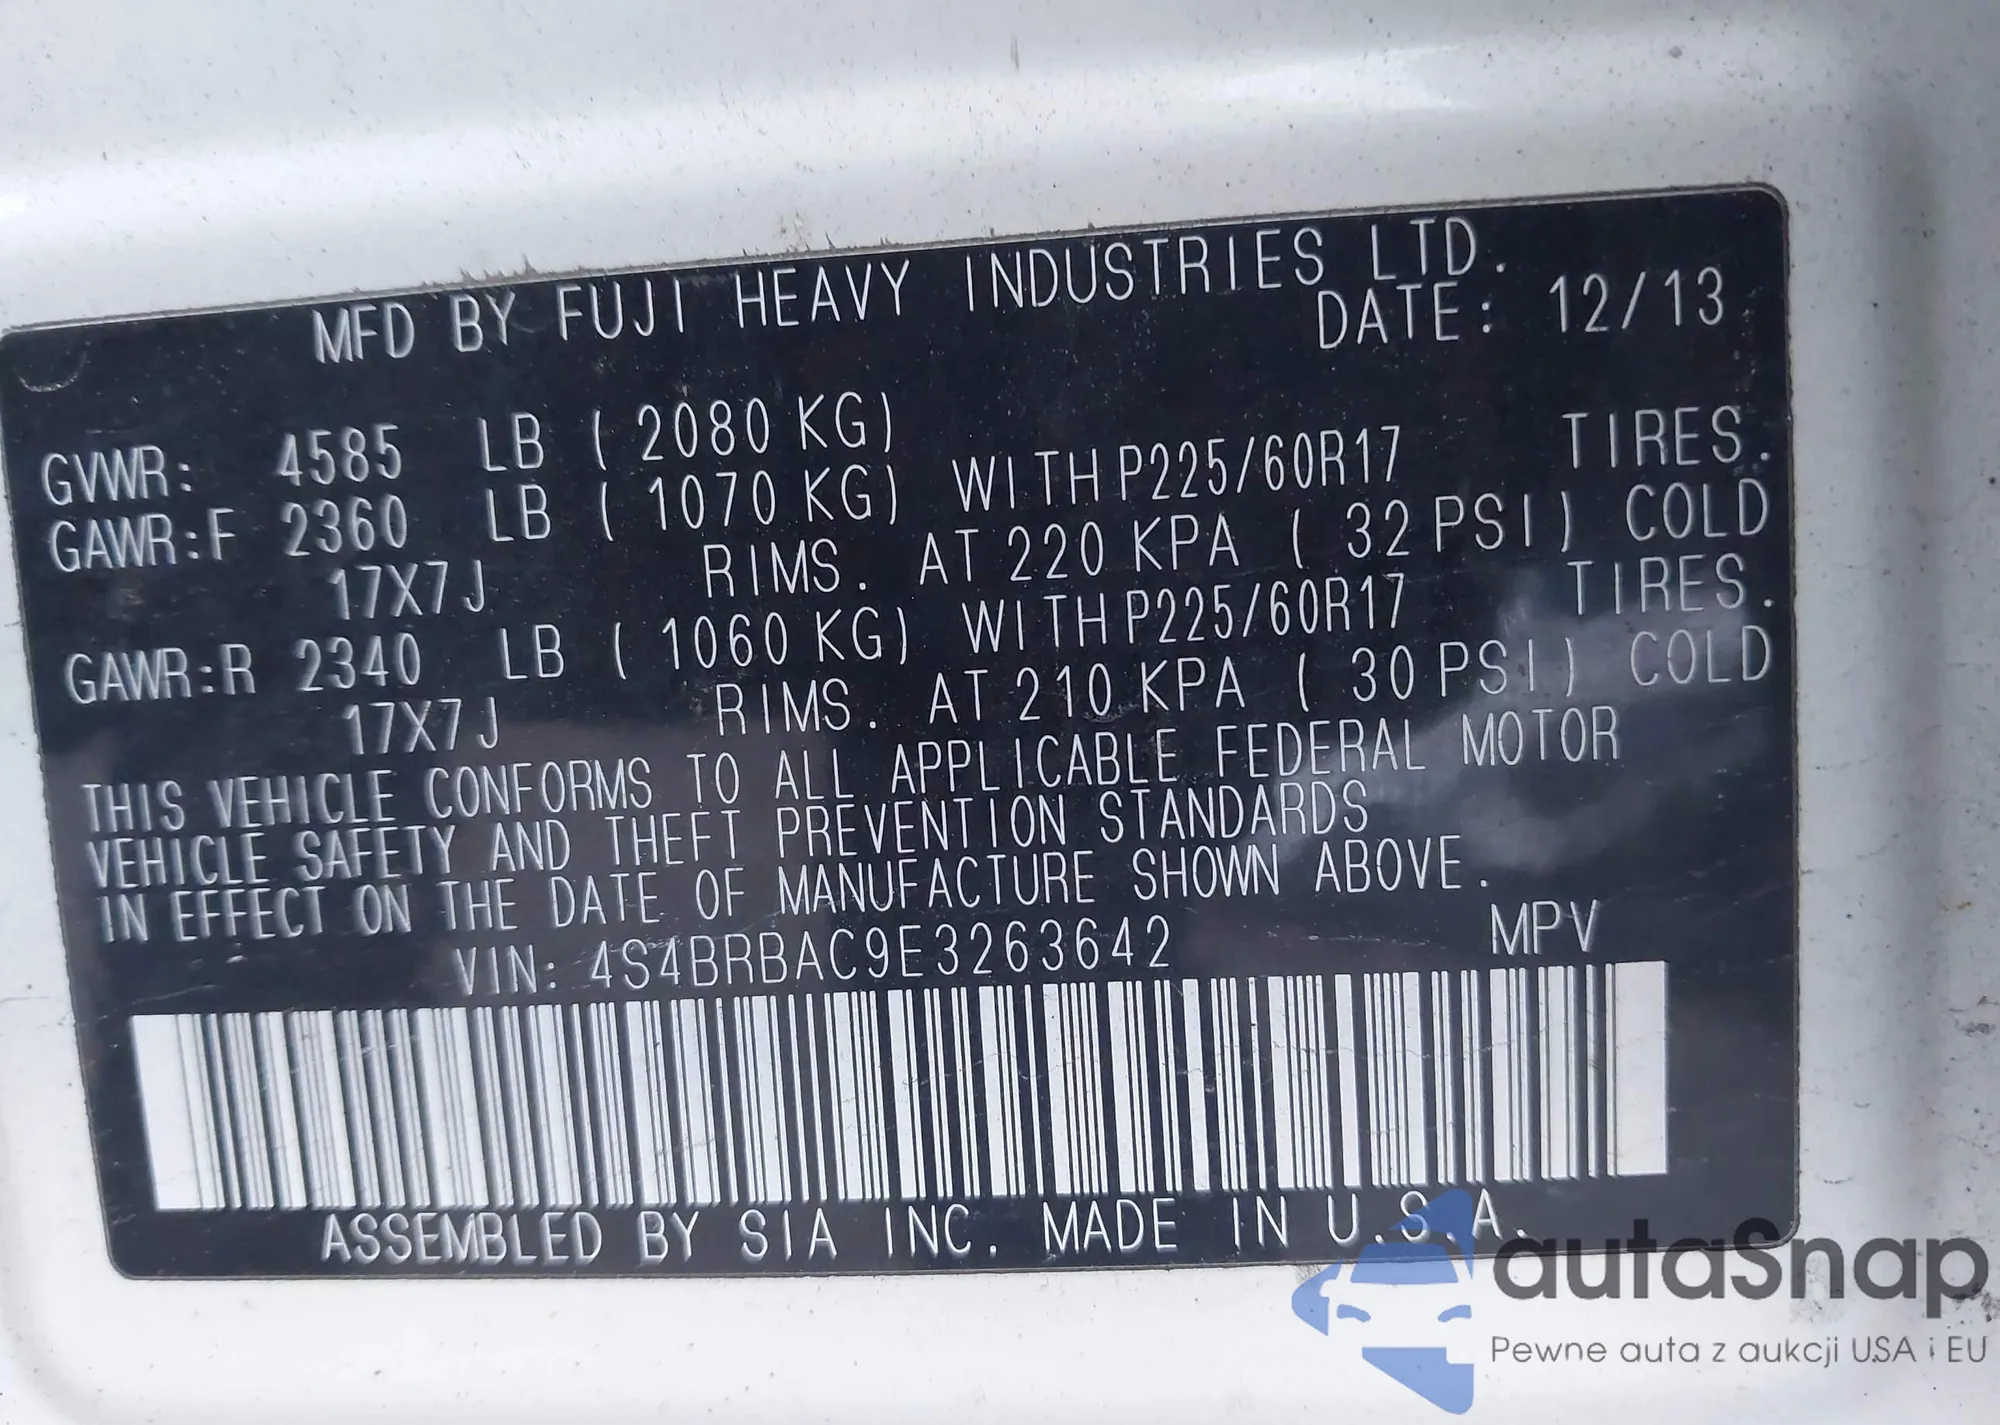 MFD BY FUJI HEAVY INDUSTRIES LTD.
DATE: 12/13
GVWR: 4585 LB ( 2080 KG)
GAWR:F 2360 LB ( 1070 KG) WITH P225/60R17 TIRES.
17X7J RIMS. AT 220 KPA ( 32 PSI) COLD
GAWR:R 2340 LB ( 1060 KG) WITH P225/60R17 TIRES.
17X7J RIMS. AT 210 KPA ( 30 PSI) COLD
THIS VEHICLE CONFORMS TO ALL APPLICABLE FEDERAL MOTOR
VEHICLE SAFETY AND THEFT PREVENTION STANDARDS
IN EFFECT ON THE DATE OF MANUFACTURE SHOWN ABOVE.
VIN: 4S4BRBAC9E3263642 MPV
ASSEMBLED BY SIA INC. MADE IN U.S.A.
autaSnap
Pewne auta z aukcji USA i EU